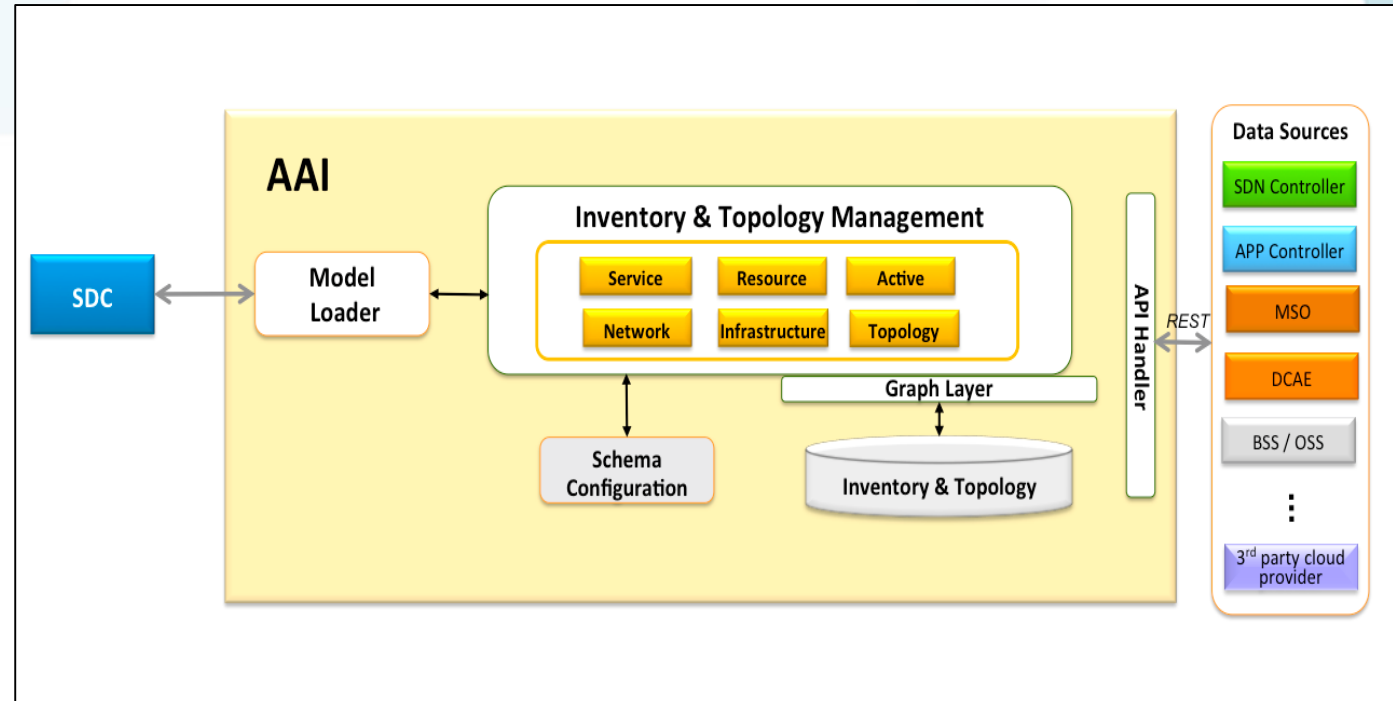 AAI
SDC
Model
Loader
Inventory & Topology Management
Service
Resource
Active
Network
Infrastructure
Topology
Graph Layer
Schema
Configuration
Inventory & Topology
API Handler
REST
Data Sources
SDN Controller
APP Controller
MSO
DCAE
BSS / OSS
⋮
3rd party cloud
provider